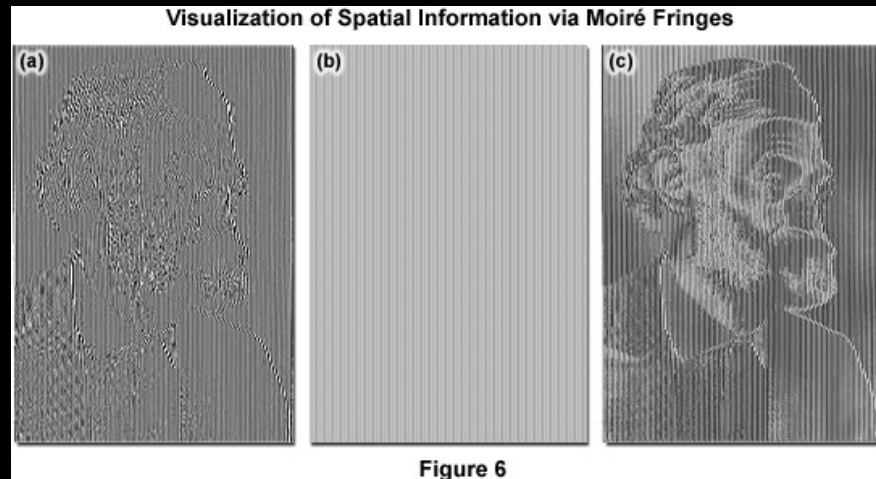 Visualization of Spatial Information via Moiré Fringes
(a) (b) (c)
Figure 6